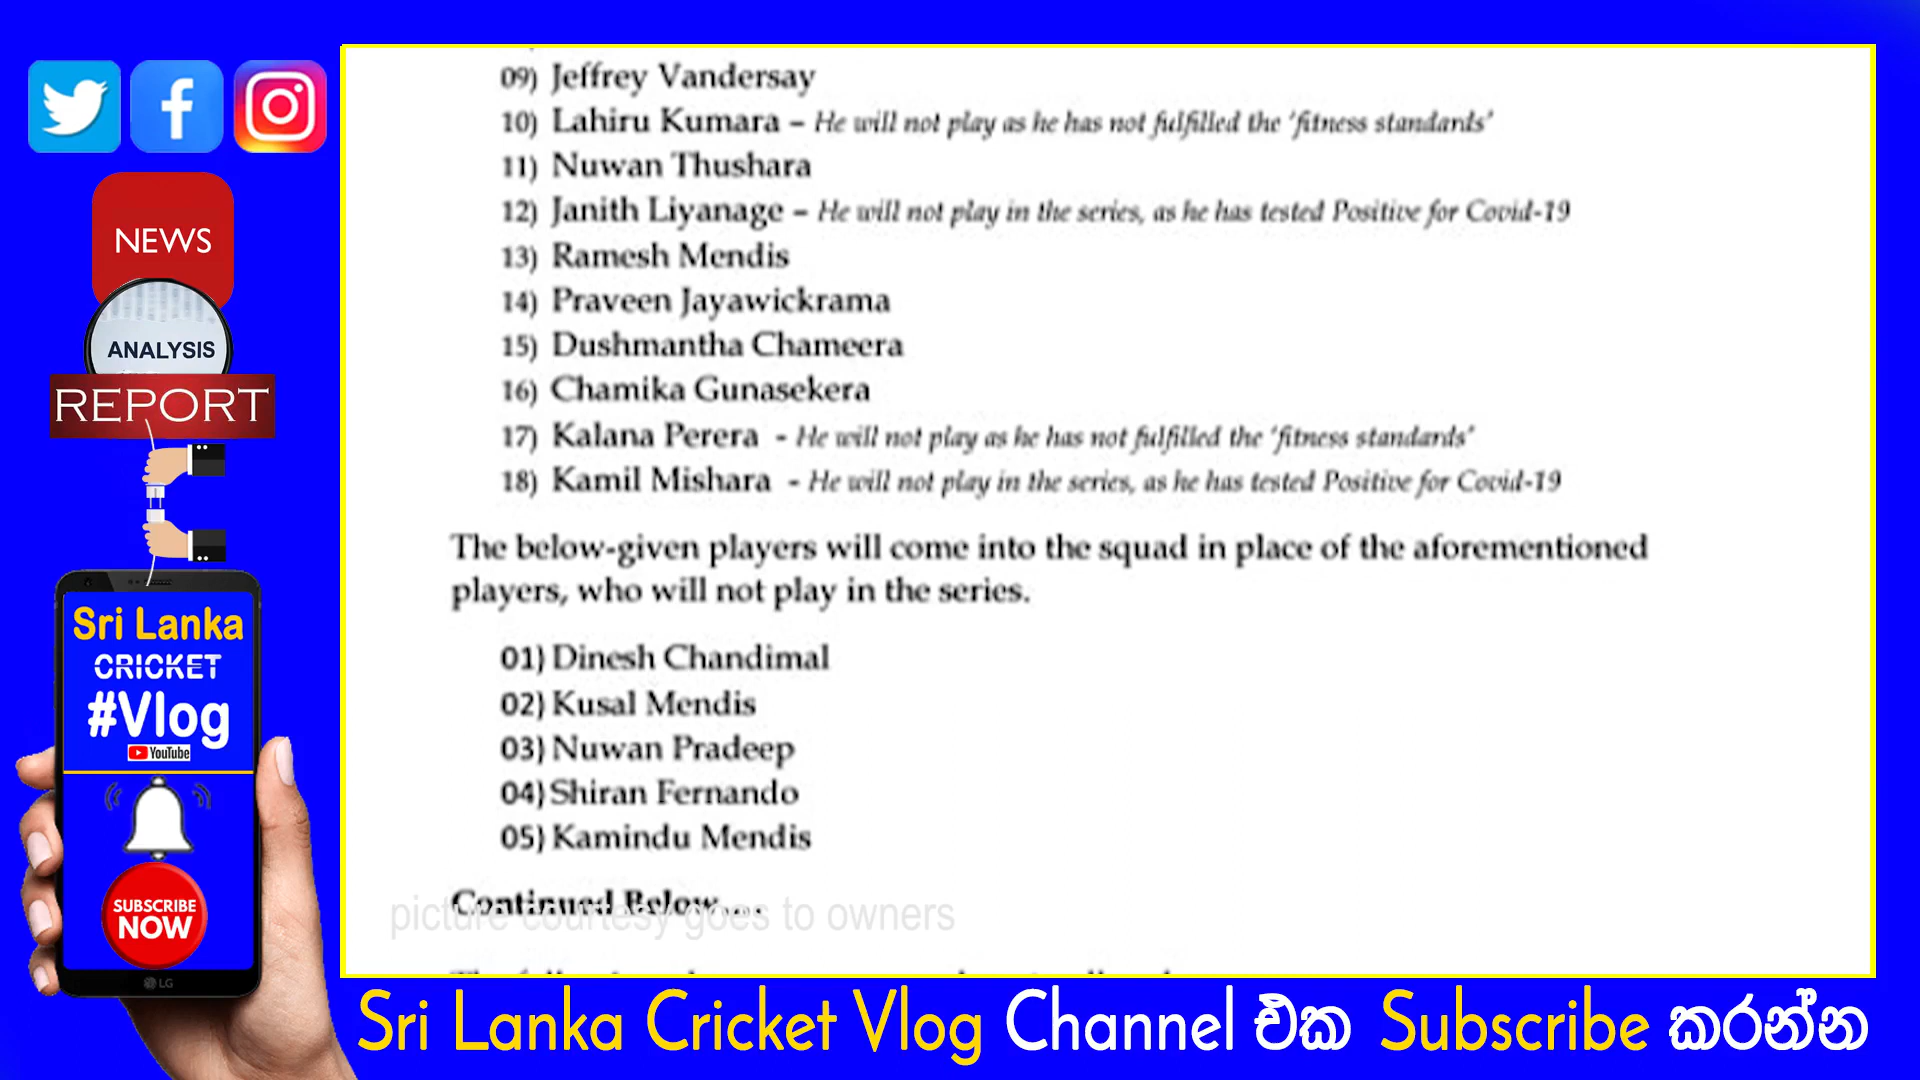 NEWS
ANALYSIS
REPORT
Sri Lanka
CRICKET
#Vlog
YouTube
SUBSCRIBE
NOW
LG
09) Jeffrey Vandersay
10) Lahiru Kumara – He will not play as he has not fulfilled the 'fitness standards'
11) Nuwan Thushara
12) Janith Liyanage – He will not play in the series, as he has tested Positive for Covid-19
13) Ramesh Mendis
14) Praveen Jayawickrama
15) Dushmantha Chameera
16) Chamika Gunasekera
17) Kalana Perera - He will not play as he has not fulfilled the 'fitness standards'
18) Kamil Mishara - He will not play in the series, as he has tested Positive for Covid-19
The below-given players will come into the squad in place of the aforementioned
players, who will not play in the series.
01) Dinesh Chandimal
02) Kusal Mendis
03) Nuwan Pradeep
04) Shiran Fernando
05) Kamindu Mendis
Continued Below....
picture courtesy goes to owners
Sri Lanka Cricket Vlog Channel එක Subscribe කරන්න